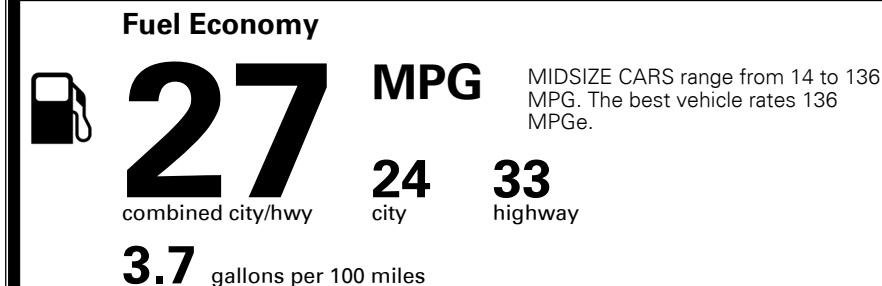 Fuel Economy
27
MPG
MIDSIZE CARS range from 14 to 136
MPG. The best vehicle rates 136
MPGe.
combined city/hwy
24
city
33
highway
3.7 gallons per 100 miles